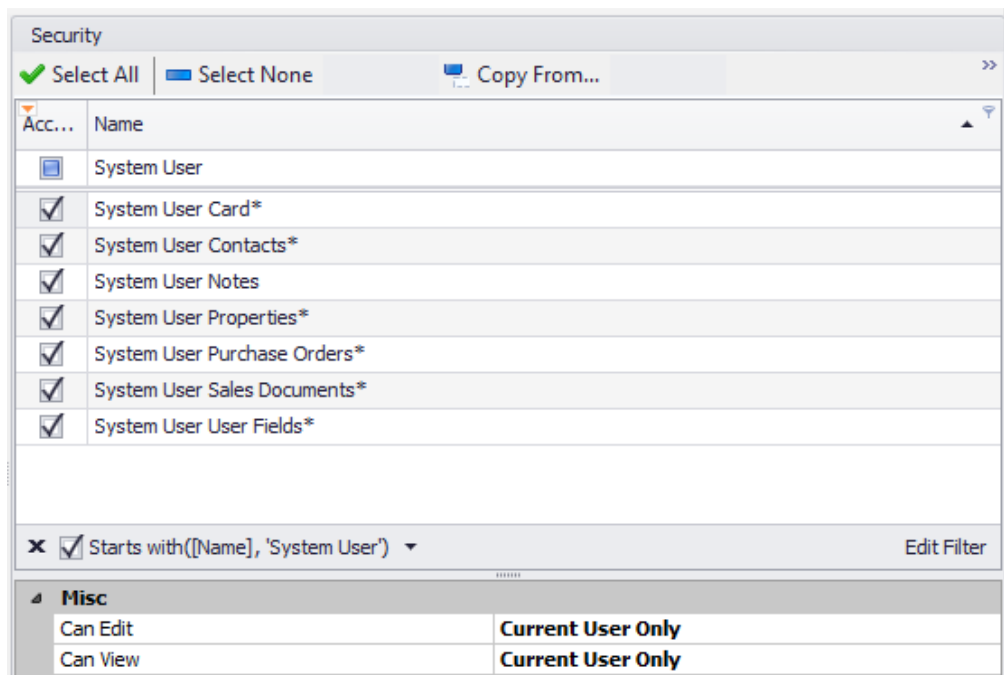 Security
Select All Select None Copy From... »
Acc... Name
System User
System User Card*
System User Contacts*
System User Notes
System User Properties*
System User Purchase Orders*
System User Sales Documents*
System User User Fields*
Starts with([Name], 'System User') Edit Filter
Misc
Can Edit Current User Only
Can View Current User Only